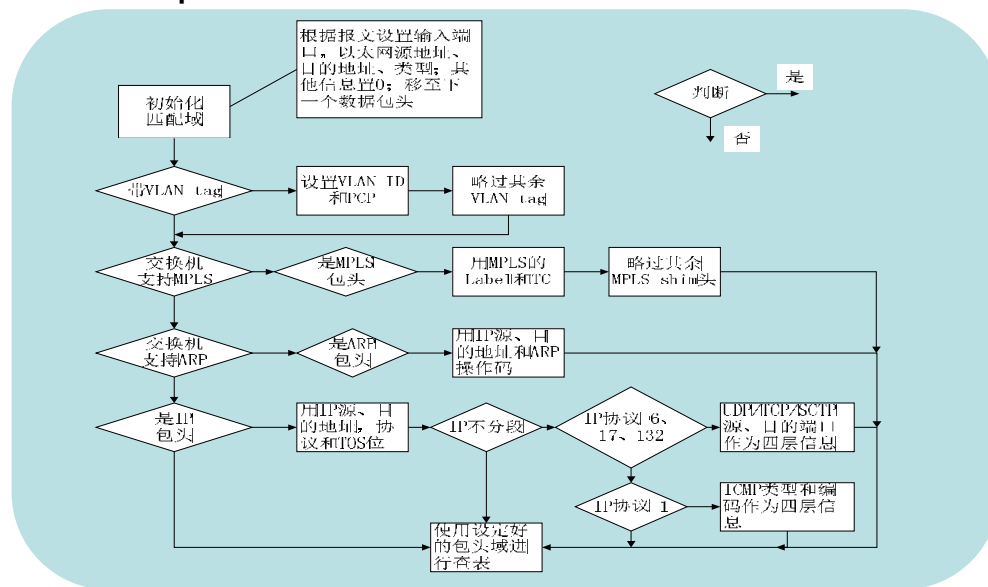 根据报文设置输入端
口，以太网源地址、
目的地址、类型；其
他信息置0；移至下
一个数据包头
初始化
匹配域
判断
是
否
带VLAN tag
设置VLAN ID
和PCP
略过其余
VLAN tag
交换机
支持MPLS
是MPLS
包头
用MPLS的
Label和TC
略过其余
MPLS shim头
交换机
支持ARP
是ARP
包头
用IP源、目
的地址和ARP
操作码
是IP
包头
用IP源、目
的地址，协
议和TOS位
IP不分段
IP协议 6、
17、132
UDP/TCP/SCTP
源、目的端口
作为四层信息
IP协议 1
ICMP类型和编
码作为四层信
息
使用设定好
的包头域进
行查表